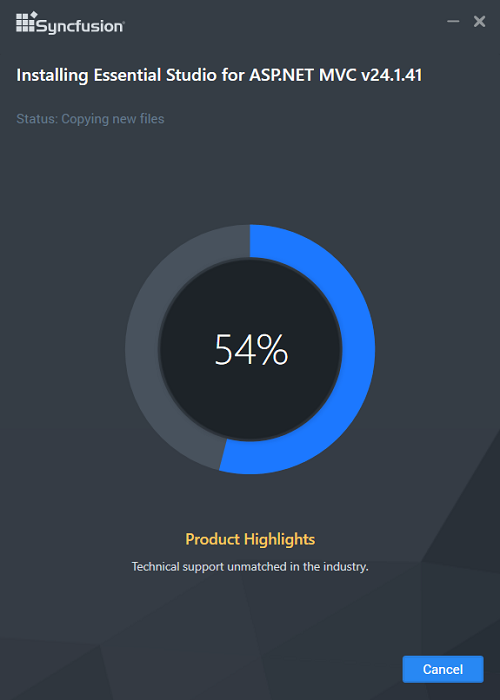 Syncfusion®
Installing Essential Studio for ASP.NET MVC v24.1.41
Status: Copying new files
54%
Product Highlights
Technical support unmatched in the industry.
Cancel